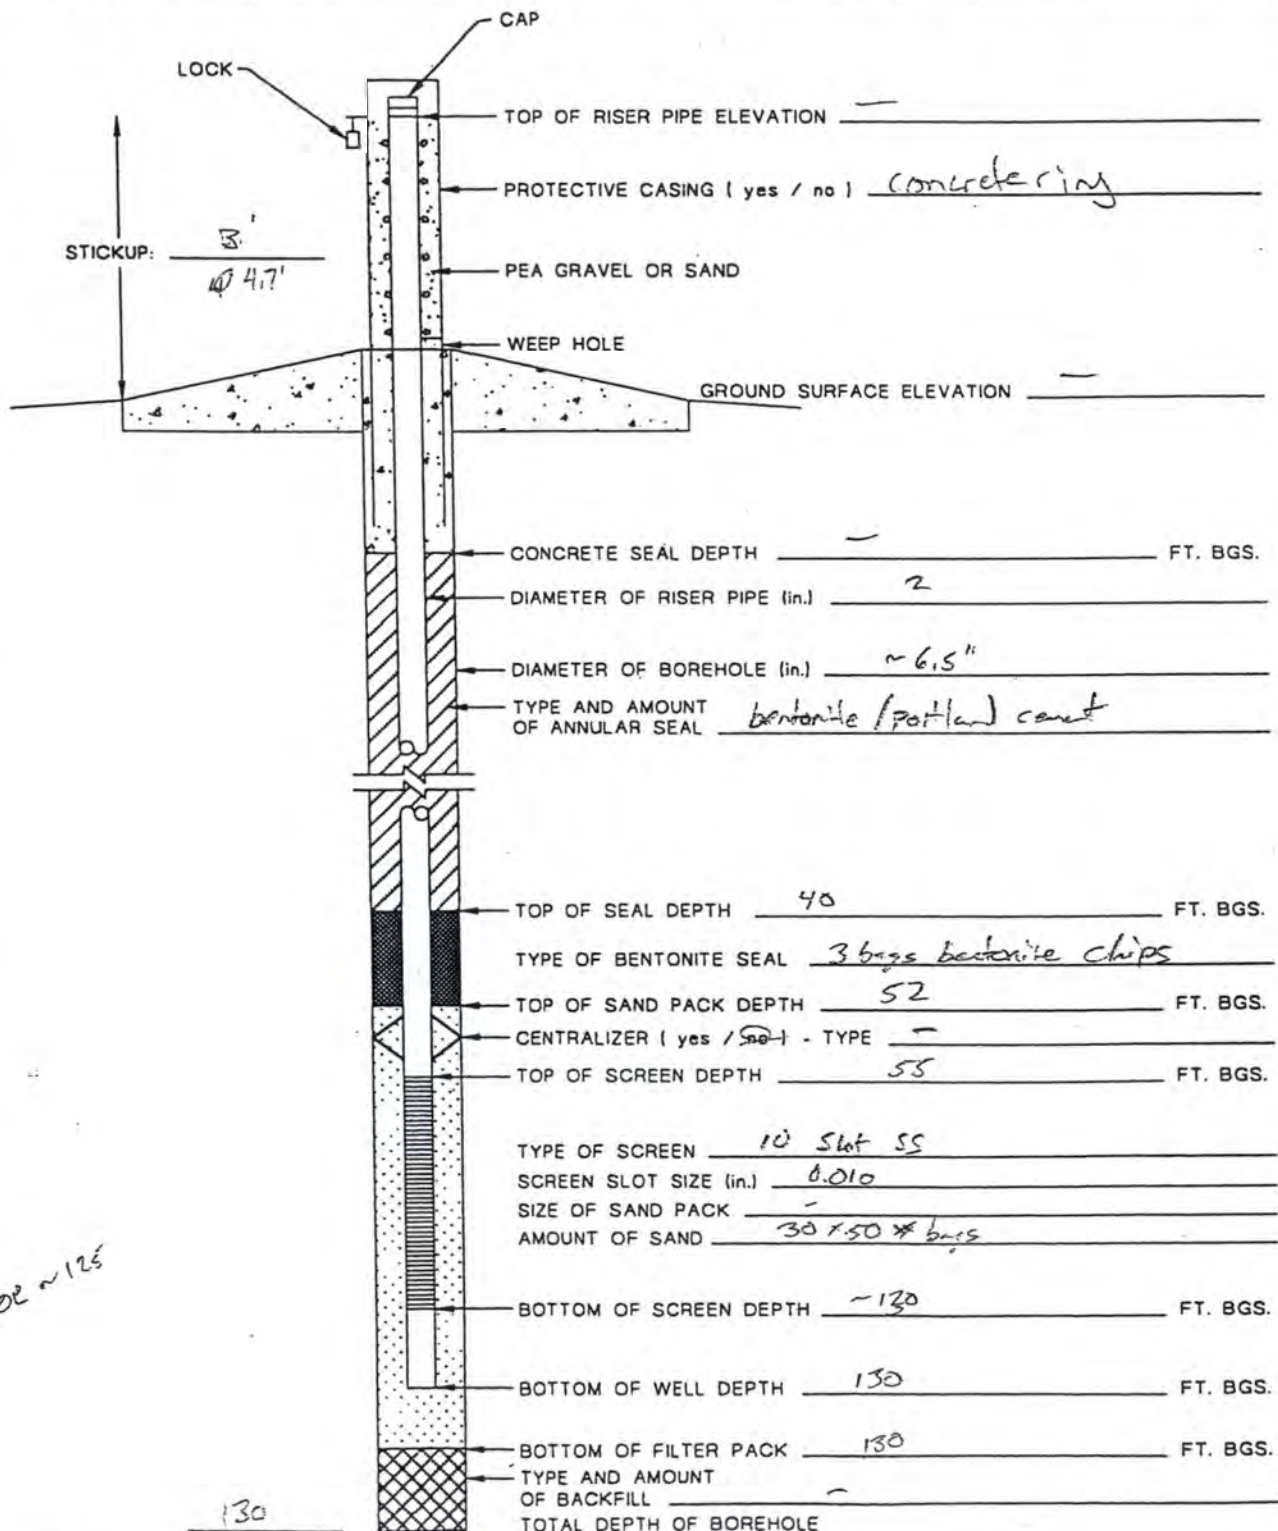 CAP
LOCK
TOP OF RISER PIPE ELEVATION —
PROTECTIVE CASING ( yes / no ) concrete ring
STICKUP: 3'
4.7'
PEA GRAVEL OR SAND
WEEP HOLE
GROUND SURFACE ELEVATION —
CONCRETE SEAL DEPTH — FT. BGS.
DIAMETER OF RISER PIPE (in.) 2
DIAMETER OF BOREHOLE (in.) ~6.5"
TYPE AND AMOUNT
OF ANNULAR SEAL bentonite / portland cement
TOP OF SEAL DEPTH 40 FT. BGS.
TYPE OF BENTONITE SEAL 3 bags bentonite chips
TOP OF SAND PACK DEPTH 52 FT. BGS.
CENTRALIZER ( yes / no ) - TYPE —
TOP OF SCREEN DEPTH 55 FT. BGS.
TYPE OF SCREEN 10 slot SS
SCREEN SLOT SIZE (in.) 0.010
SIZE OF SAND PACK -
AMOUNT OF SAND 30 x 50 # bags
~125
BOTTOM OF SCREEN DEPTH ~130 FT. BGS.
BOTTOM OF WELL DEPTH 130 FT. BGS.
BOTTOM OF FILTER PACK 130 FT. BGS.
TYPE AND AMOUNT
OF BACKFILL —
130
TOTAL DEPTH OF BOREHOLE